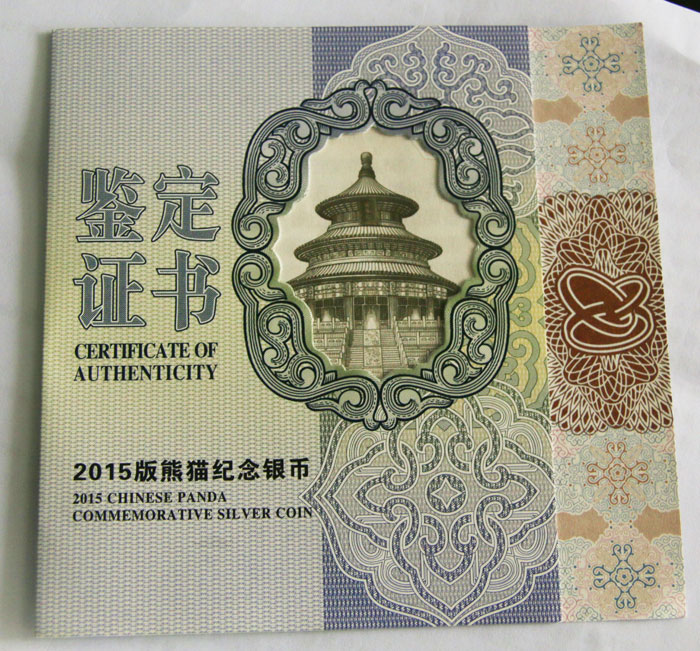 鉴定
证书
CERTIFICATE OF
AUTHENTICITY
2015版熊猫纪念银币
2015 CHINESE PANDA
COMMEMORATIVE SILVER COIN